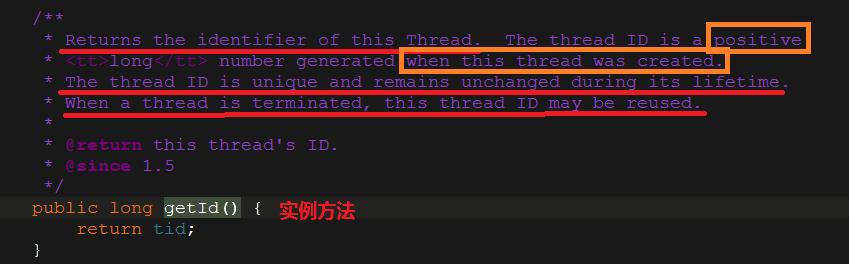 /**
* Returns the identifier of this Thread.  The thread ID is a positive
* <tt>long</tt> number generated when this thread was created.
* The thread ID is unique and remains unchanged during its lifetime.
* When a thread is terminated, this thread ID may be reused.
*
* @return this thread's ID.
* @since 1.5
*/
public long getId() { 实例方法
return tid;
}